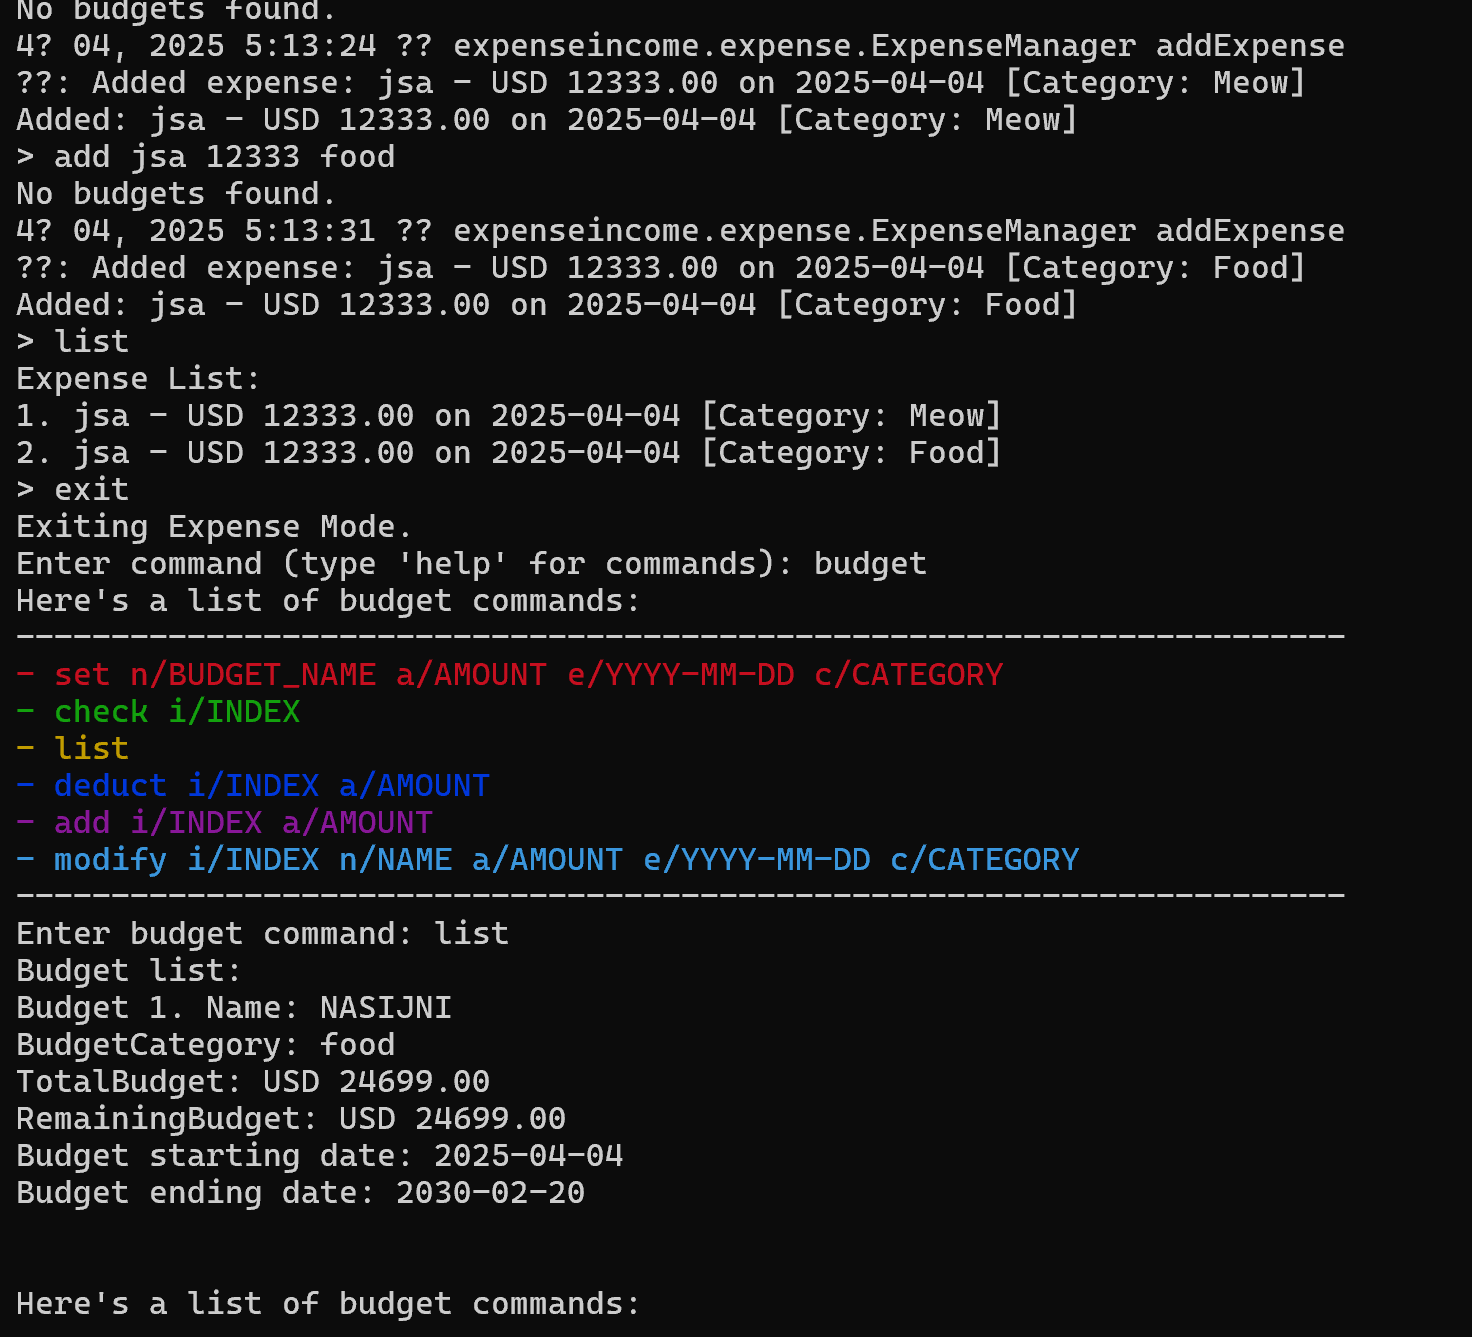 No budgets found.
4? 04, 2025 5:13:24 ?? expenseincome.expense.ExpenseManager addExpense
??: Added expense: jsa - USD 12333.00 on 2025-04-04 [Category: Meow]
Added: jsa - USD 12333.00 on 2025-04-04 [Category: Meow]
> add jsa 12333 food
No budgets found.
4? 04, 2025 5:13:31 ?? expenseincome.expense.ExpenseManager addExpense
??: Added expense: jsa - USD 12333.00 on 2025-04-04 [Category: Food]
Added: jsa - USD 12333.00 on 2025-04-04 [Category: Food]
> list
Expense List:
1. jsa - USD 12333.00 on 2025-04-04 [Category: Meow]
2. jsa - USD 12333.00 on 2025-04-04 [Category: Food]
> exit
Exiting Expense Mode.
Enter command (type 'help' for commands): budget
Here's a list of budget commands:
----------------------------------------------------------------------
- set n/BUDGET_NAME a/AMOUNT e/YYYY-MM-DD c/CATEGORY
- check i/INDEX
- list
- deduct i/INDEX a/AMOUNT
- add i/INDEX a/AMOUNT
- modify i/INDEX n/NAME a/AMOUNT e/YYYY-MM-DD c/CATEGORY
----------------------------------------------------------------------
Enter budget command: list
Budget list:
Budget 1. Name: NASIJNI
BudgetCategory: food
TotalBudget: USD 24699.00
RemainingBudget: USD 24699.00
Budget starting date: 2025-04-04
Budget ending date: 2030-02-20
Here's a list of budget commands: